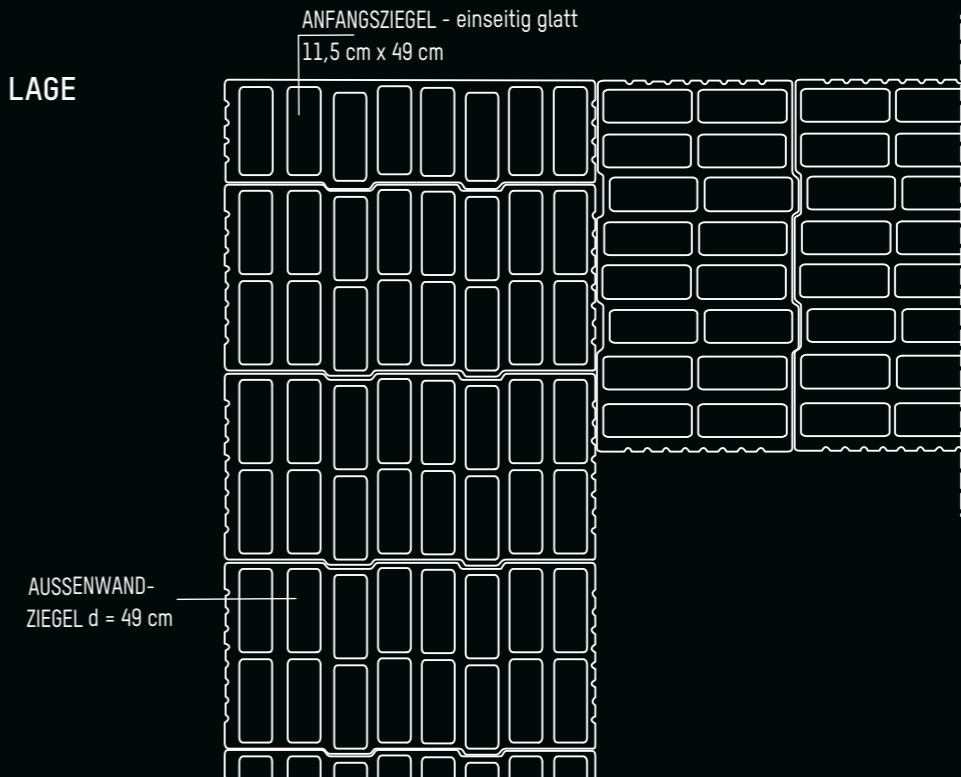 ANFANGSZIEGEL - einseitig glatt
11,5 cm x 49 cm
LAGE
AUSSENWAND-
ZIEGEL d = 49 cm